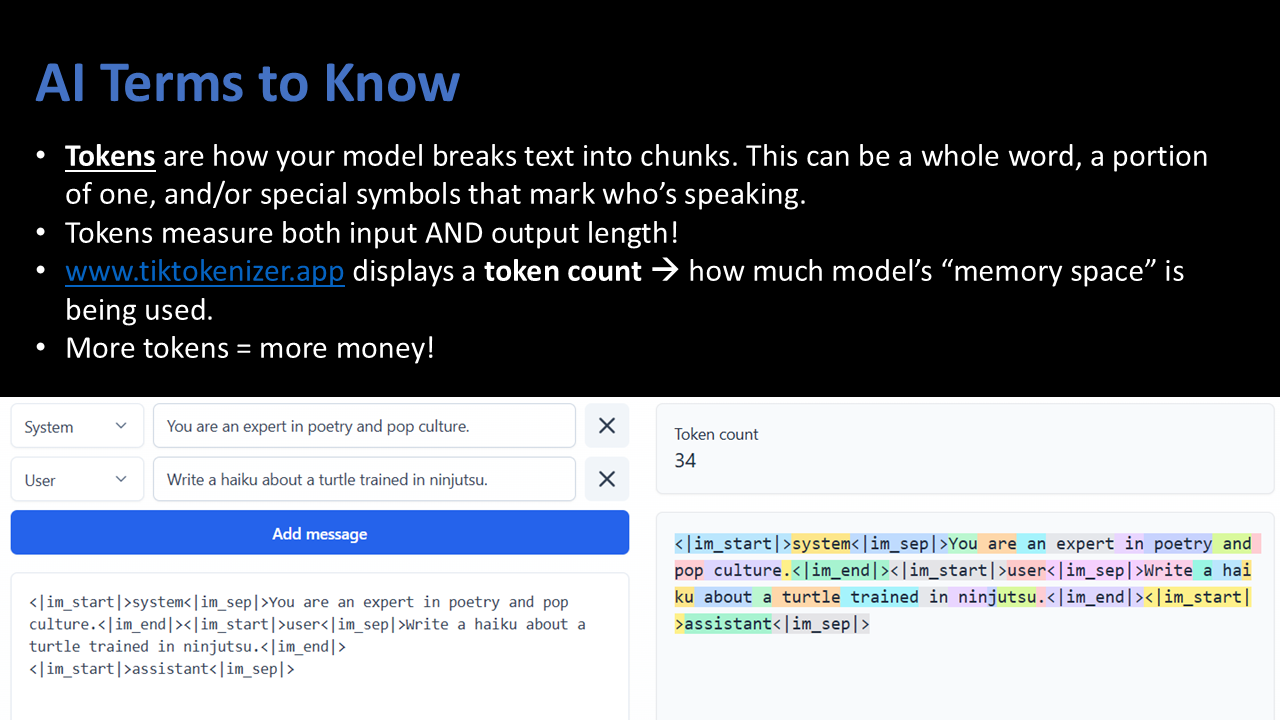 AI Terms to Know
• Tokens are how your model breaks text into chunks. This can be a whole word, a portion
of one, and/or special symbols that mark who’s speaking.
• Tokens measure both input AND output length!
• www.tiktokenizer.app displays a token count → how much model’s “memory space” is
being used.
• More tokens = more money!
System
You are an expert in poetry and pop culture.
User
Write a haiku about a turtle trained in ninjutsu.
Add message
<|im_start|>system<|im_sep|>You are an expert in poetry and pop
culture.<|im_end|><|im_start|>user<|im_sep|>Write a haiku about a
turtle trained in ninjutsu.<|im_end|>
<|im_start|>assistant<|im_sep|>
Token count
34
<|im_start|>system<|im_sep|>You are an expert in poetry and
pop culture.<|im_end|><|im_start|>user<|im_sep|>Write a hai
ku about a turtle trained in ninjutsu.<|im_end|><|im_start|
>assistant<|im_sep|>